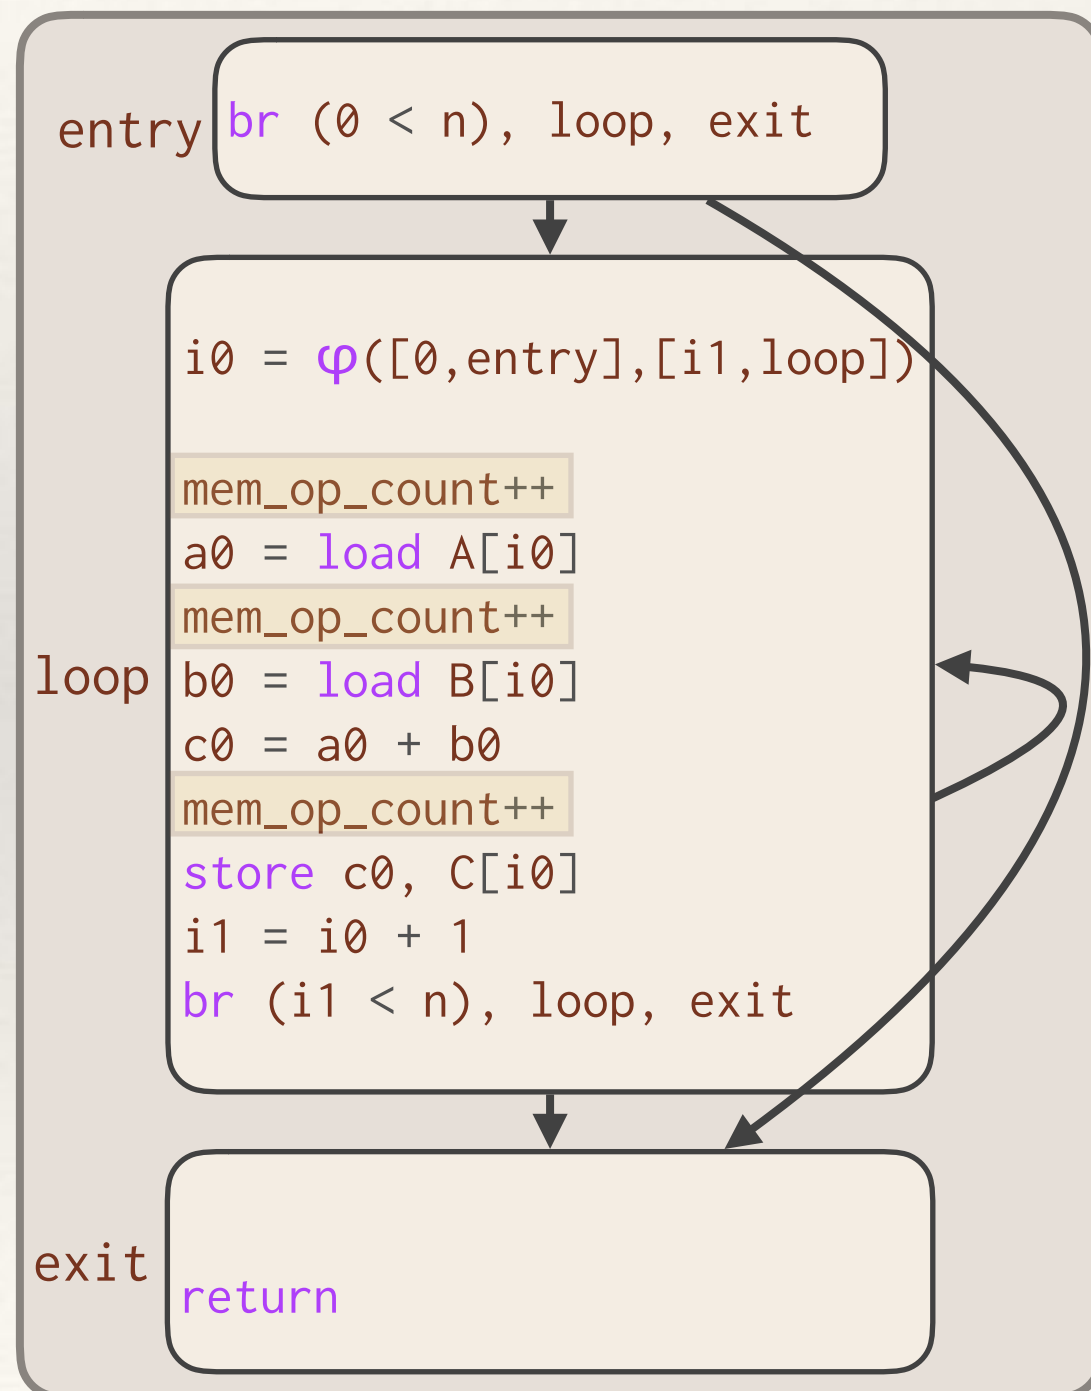 entry
br (0 < n), loop, exit
i0 = φ([0,entry],[i1,loop])
mem_op_count++
a0 = load A[i0]
mem_op_count++
loop
b0 = load B[i0]
c0 = a0 + b0
mem_op_count++
store c0, C[i0]
i1 = i0 + 1
br (i1 < n), loop, exit
exit
return